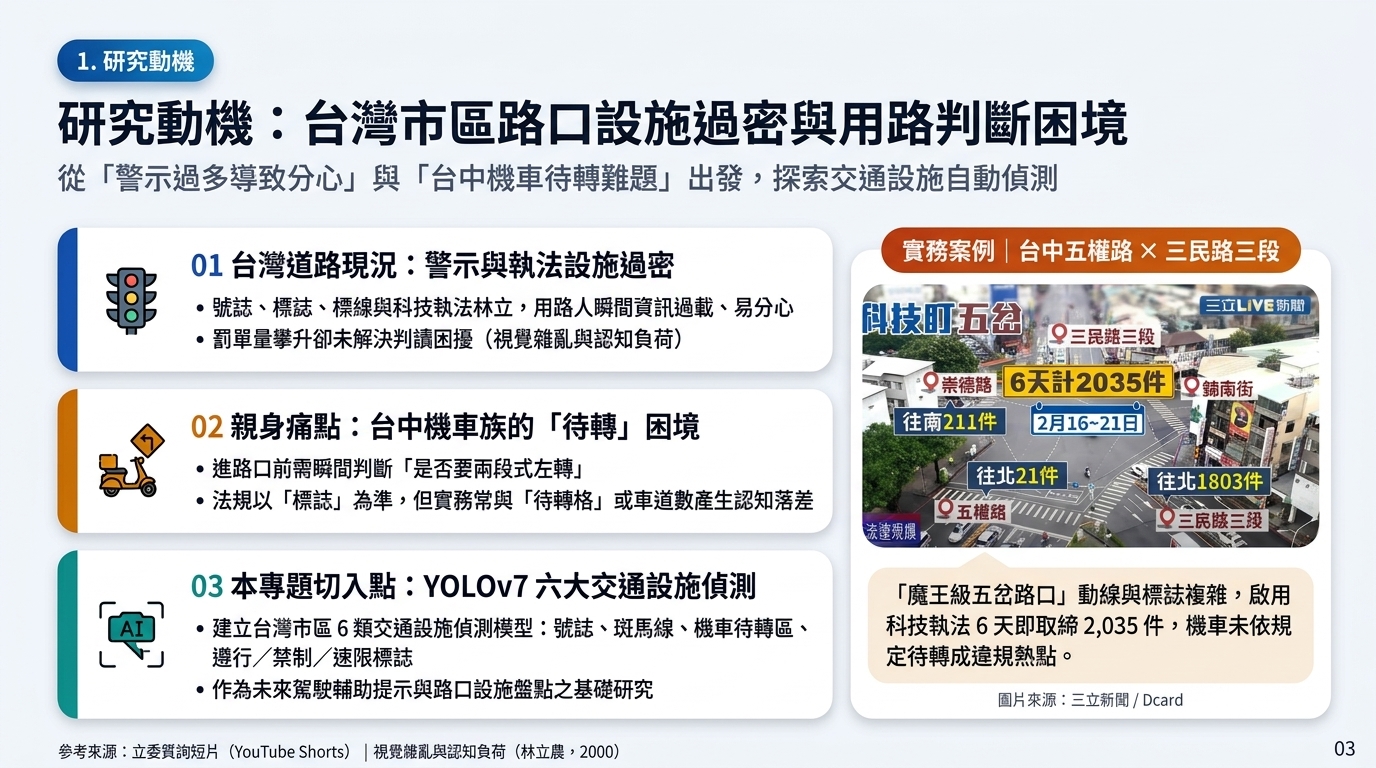 1. 研究動機
研究動機：台灣市區路口設施過密與用路判斷困境
從「警示過多導致分心」與「台中機車待轉難題」出發，探索交通設施自動偵測
01 台灣道路現況：警示與執法設施過密
• 號誌、標誌、標線與科技執法林立，用路人瞬間資訊過載、易分心
• 罰單量攀升卻未解決判讀困擾（視覺雜亂與認知負荷）
02 親身痛點：台中機車族的「待轉」困境
• 進路口前需瞬間判斷「是否要兩段式左轉」
• 法規以「標誌」為準，但實務常與「待轉格」或車道數產生認知落差
AI
03 本專題切入點：YOLOv7 六大交通設施偵測
• 建立台灣市區 6 類交通設施偵測模型：號誌、斑馬線、機車待轉區、
遵行／禁制／速限標誌
• 作為未來駕駛輔助提示與路口設施盤點之基礎研究
實務案例｜台中五權路 × 三民路三段
科技盯五岔
三立LIVE新聞
三民路三段
崇德路
6天計2035件
錦南街
往南211件
2月16~21日
往北21件
往北1803件
五權路
三民路三段
「魔王級五岔路口」動線與標誌複雜，啟用
科技執法 6 天即取締 2,035 件，機車未依規
定待轉成違規熱點。
圖片來源：三立新聞 / Dcard
參考來源：立委質詢短片（YouTube Shorts）｜視覺雜亂與認知負荷（林立農，2000）
03